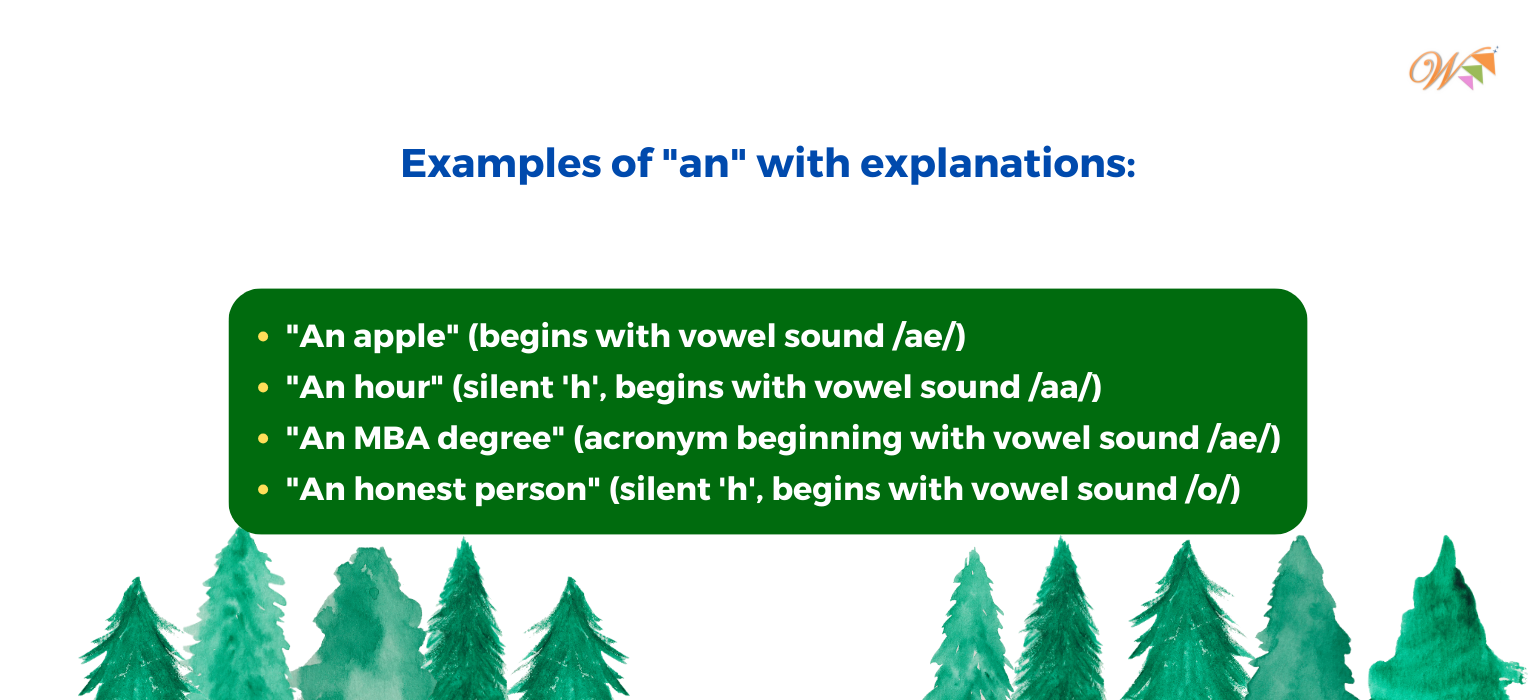 W
Examples of "an" with explanations:
• "An apple" (begins with vowel sound /ae/)
• "An hour" (silent 'h', begins with vowel sound /aa/)
• "An MBA degree" (acronym beginning with vowel sound /ae/)
• "An honest person" (silent 'h', begins with vowel sound /o/)